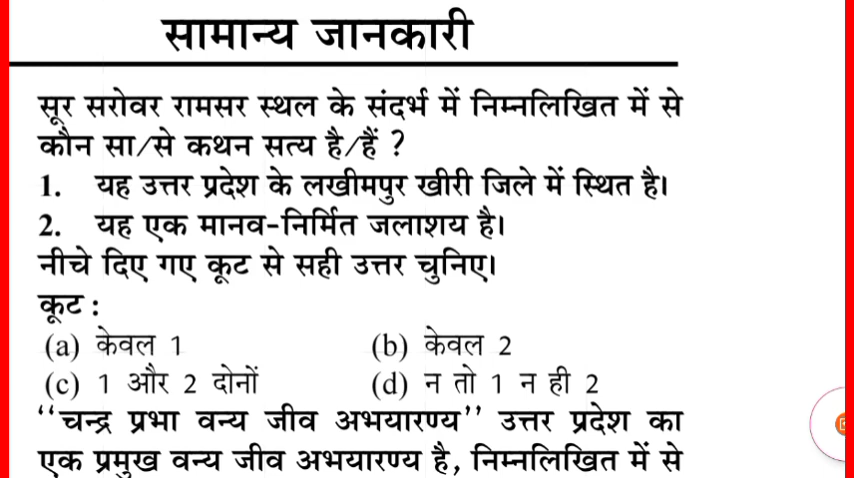 सामान्य जानकारी
सूर सरोवर रामसर स्थल के संदर्भ में निम्नलिखित में से
कौन सा/से कथन सत्य है/हैं ?
1. यह उत्तर प्रदेश के लखीमपुर खीरी जिले में स्थित है।
2. यह एक मानव-निर्मित जलाशय है।
नीचे दिए गए कूट से सही उत्तर चुनिए।
कूट :
(a) केवल 1 (b) केवल 2
(c) 1 और 2 दोनों (d) न तो 1 न ही 2
“चन्द्र प्रभा वन्य जीव अभयारण्य” उत्तर प्रदेश का
एक प्रमुख वन्य जीव अभयारण्य है, निम्नलिखित में से